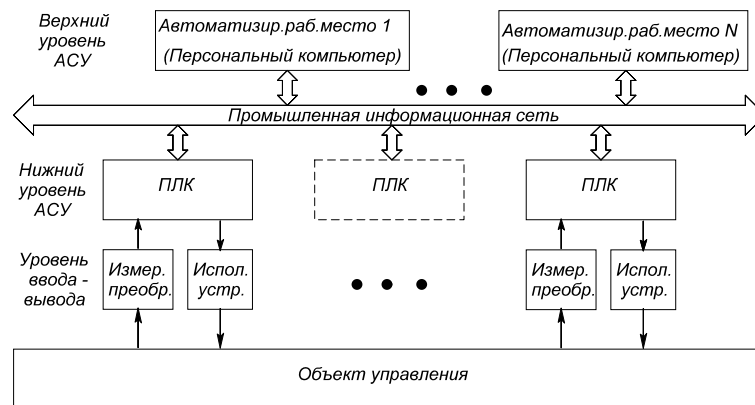 Верхний
уровень
АСУ
Автоматизир.раб.место 1
(Персональный компьютер)
Автоматизир.раб.место N
(Персональный компьютер)
Промышленная информационная сеть
Нижний
уровень
АСУ
ПЛК
ПЛК
ПЛК
Уровень
ввода -
вывода
Измер.
преобр.
Испол.
устр.
Измер.
преобр.
Испол.
устр.
Объект управления